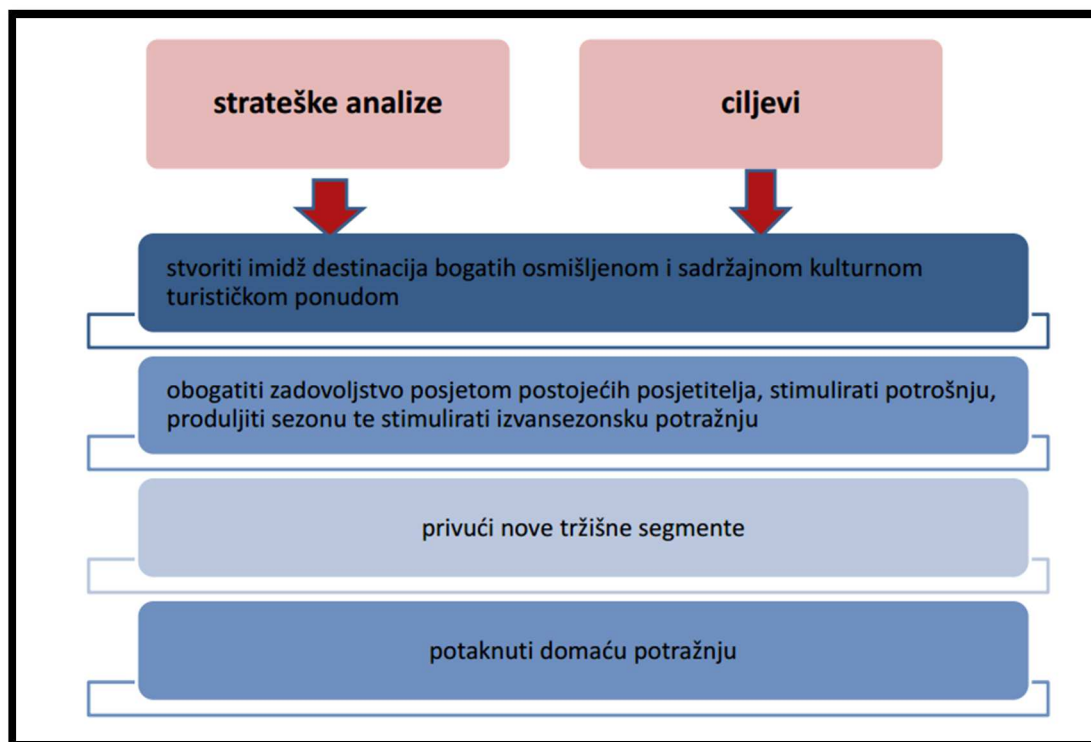 strateške analize
ciljevi
stvoriti imidž destinacija bogatih osmišljenom i sadržajnom kulturnom
turističkom ponudom
obogatiti zadovoljstvo posjetom postojećih posjetitelja, stimulirati potrošnju,
produljiti sezonu te stimulirati izvansezonsku potražnju
privući nove tržišne segmente
potaknuti domaću potražnju